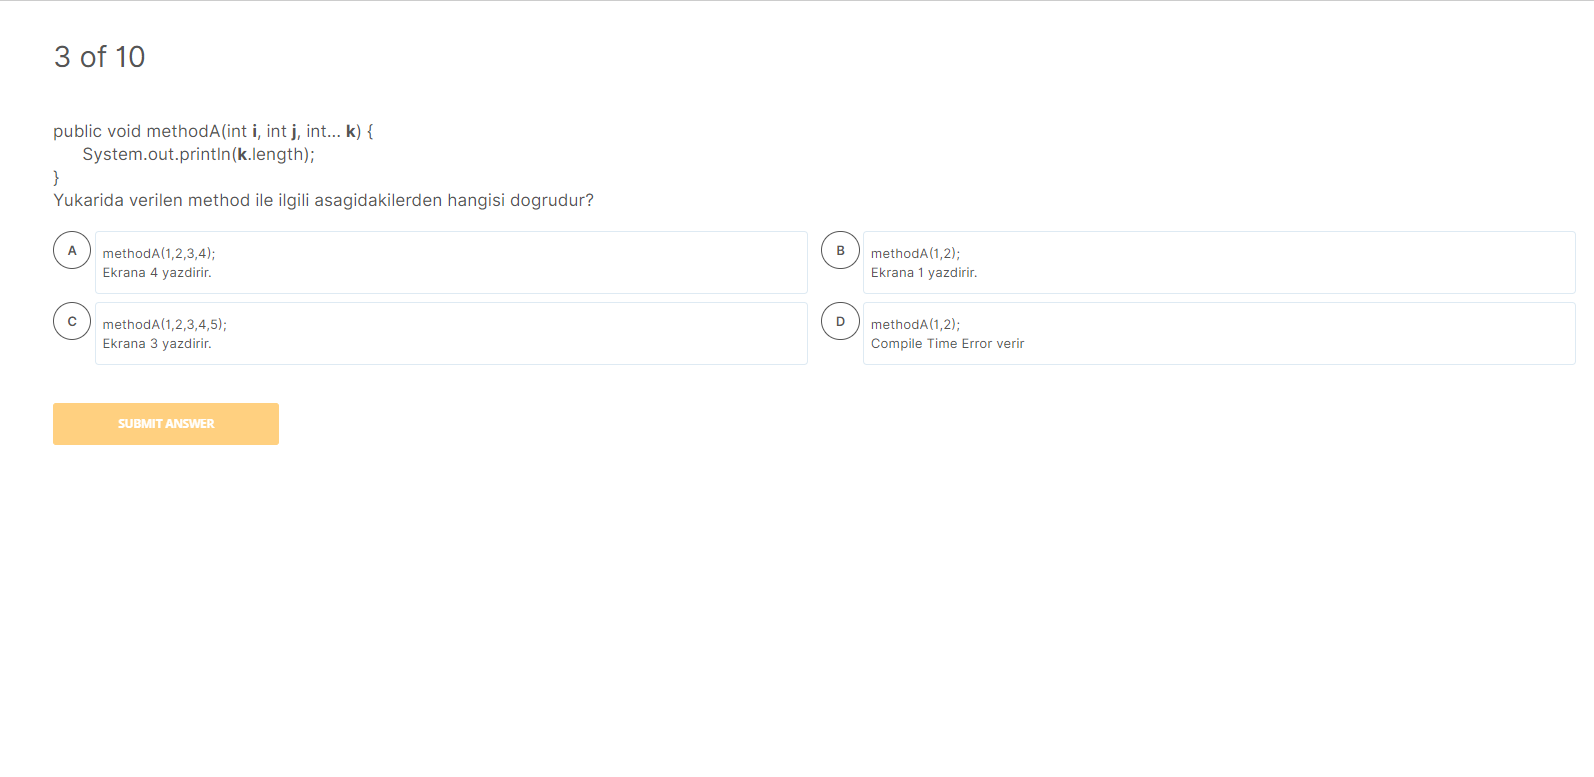 3 of 10
public void methodA(int i, int j, int... k) {
System.out.println(k.length);
}
Yukarida verilen method ile ilgili asagidakilerden hangisi dogrudur?
A
methodA(1,2,3,4);
Ekrana 4 yazdirir.
B
methodA(1,2);
Ekrana 1 yazdirir.
C
methodA(1,2,3,4,5);
Ekrana 3 yazdirir.
D
methodA(1,2);
Compile Time Error verir
SUBMIT ANSWER